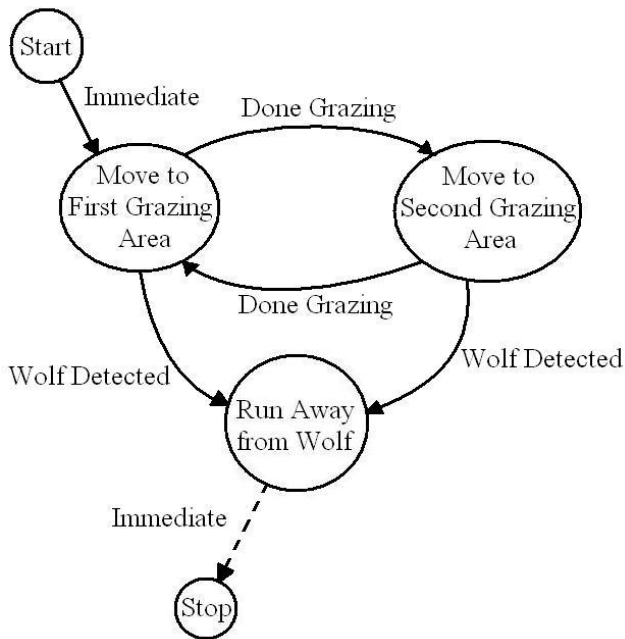 Start
Immediate
Done Grazing
Move to
First Grazing
Area
Move to
Second Grazing
Area
Done Grazing
Wolf Detected
Wolf Detected
Run Away
from Wolf
Immediate
Stop